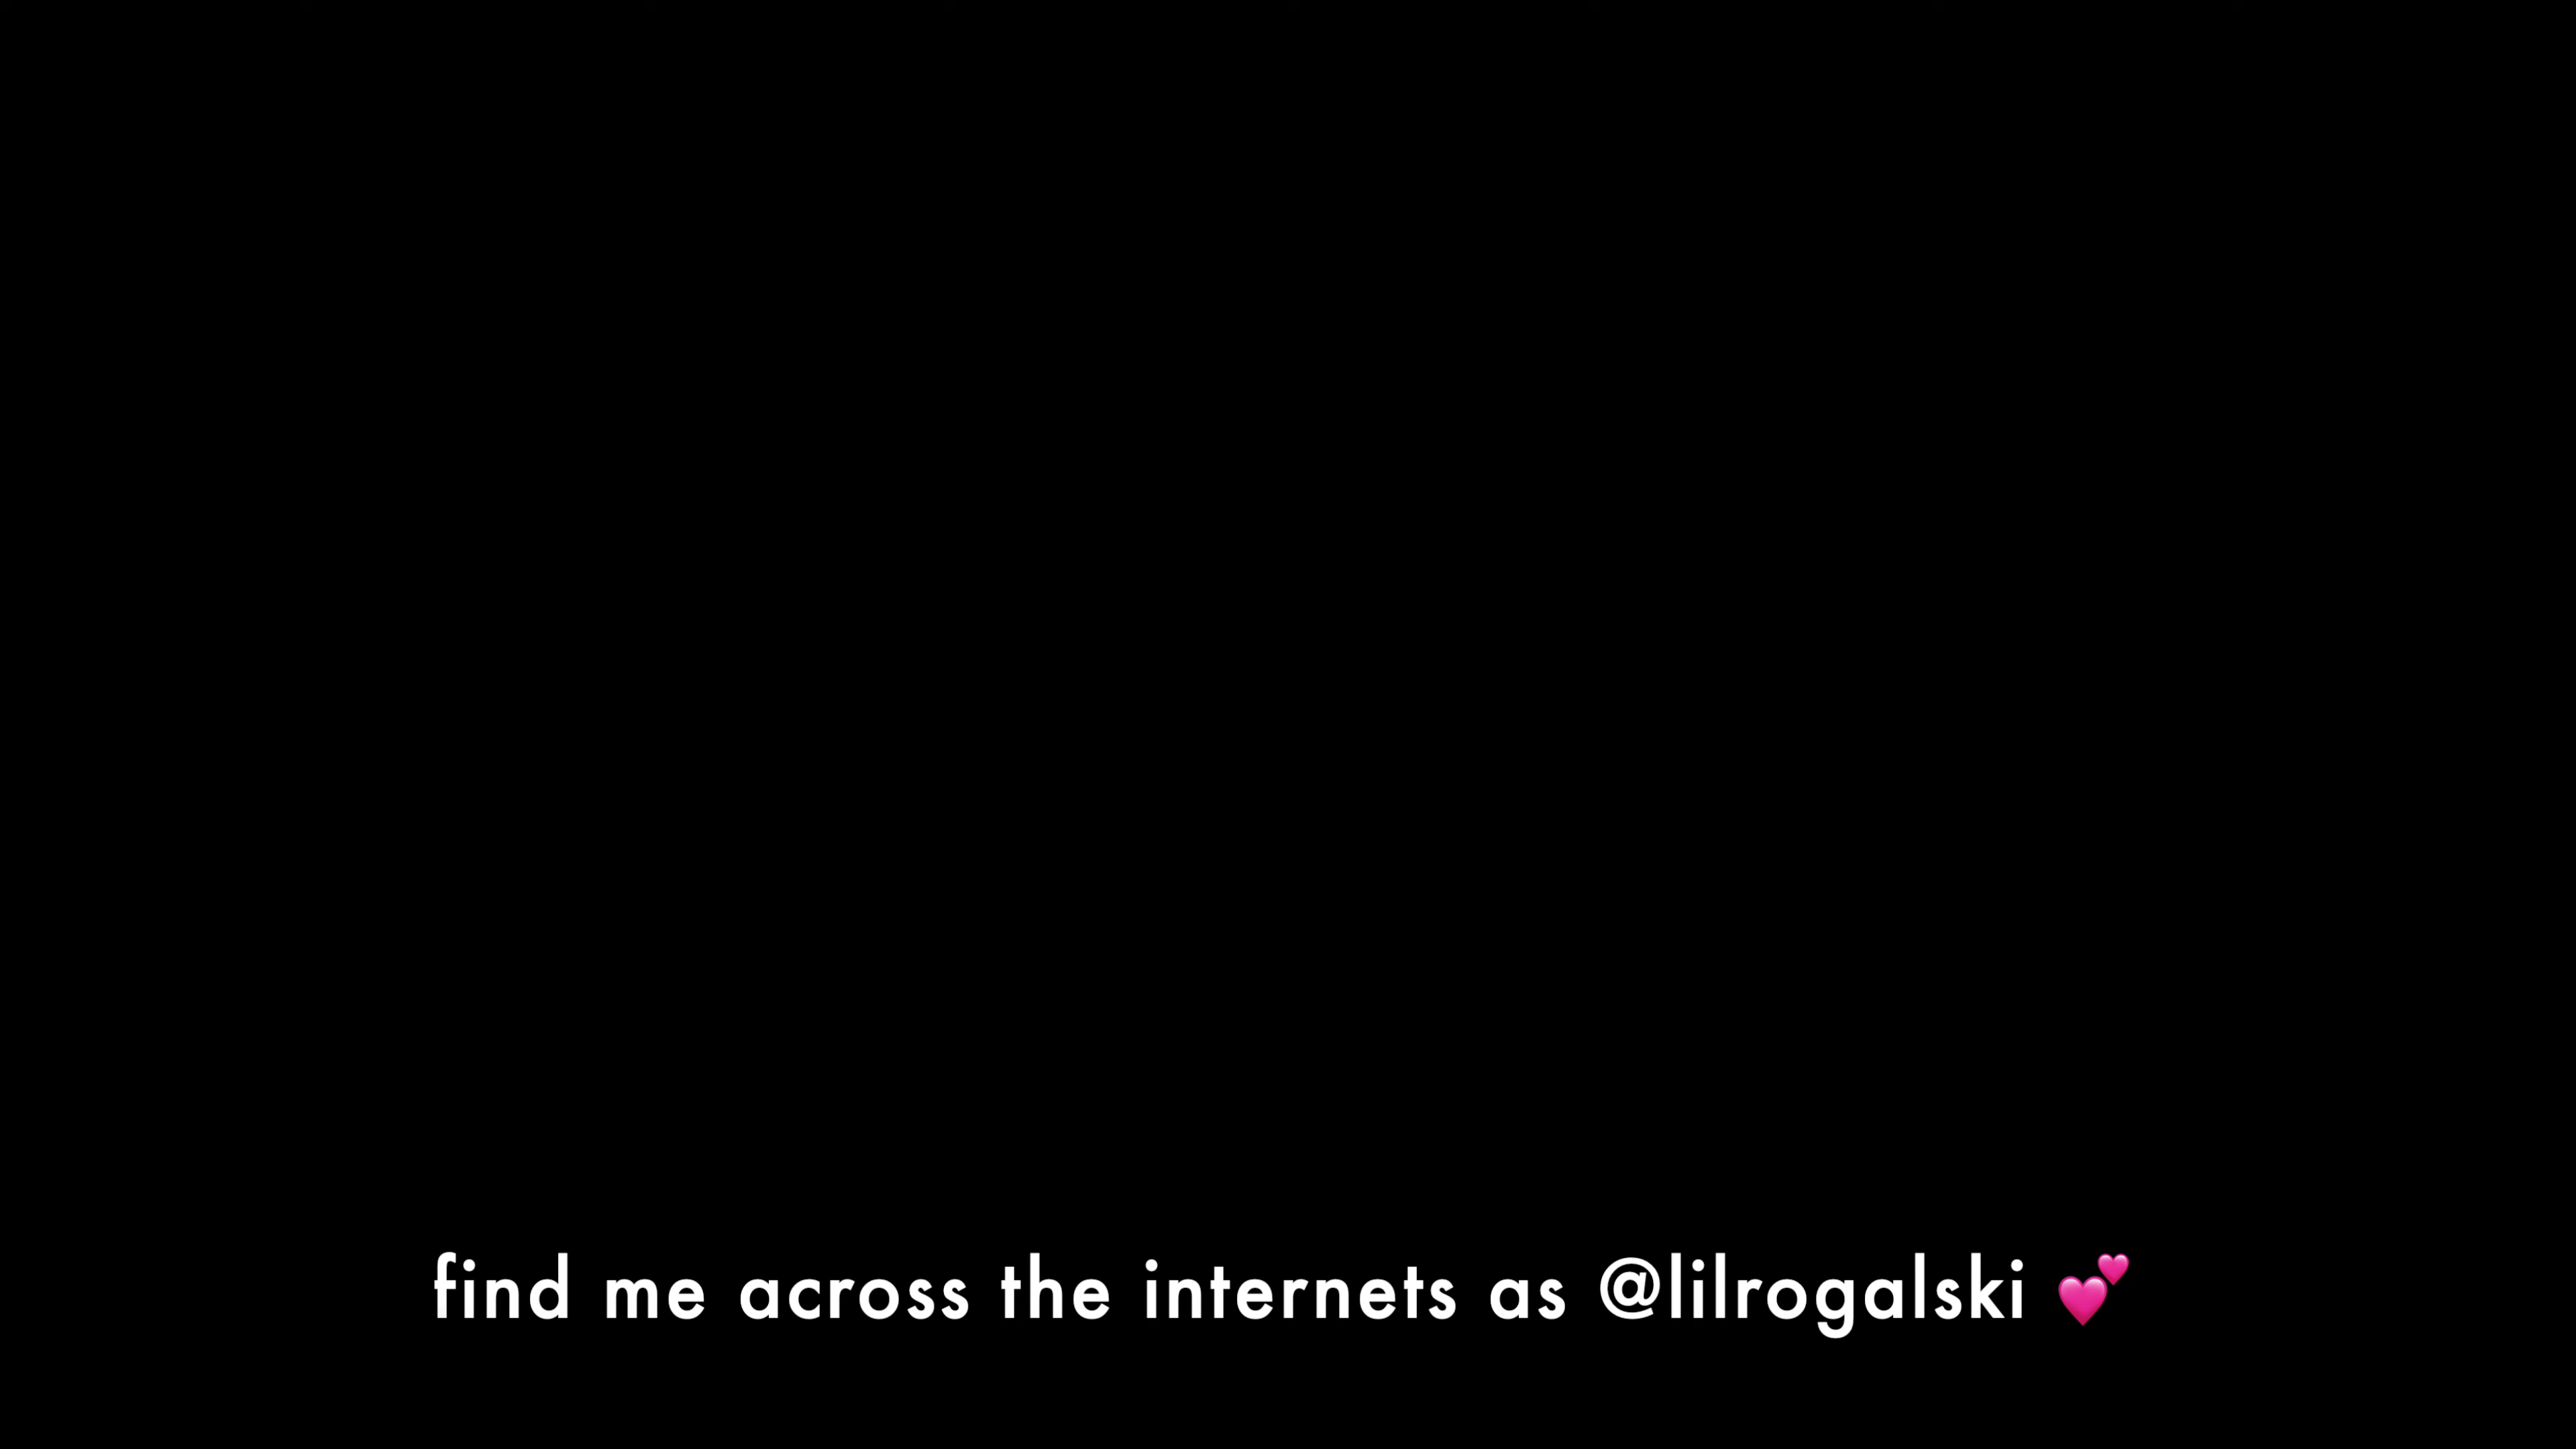 find me across the internets as @lilrogalski 💕